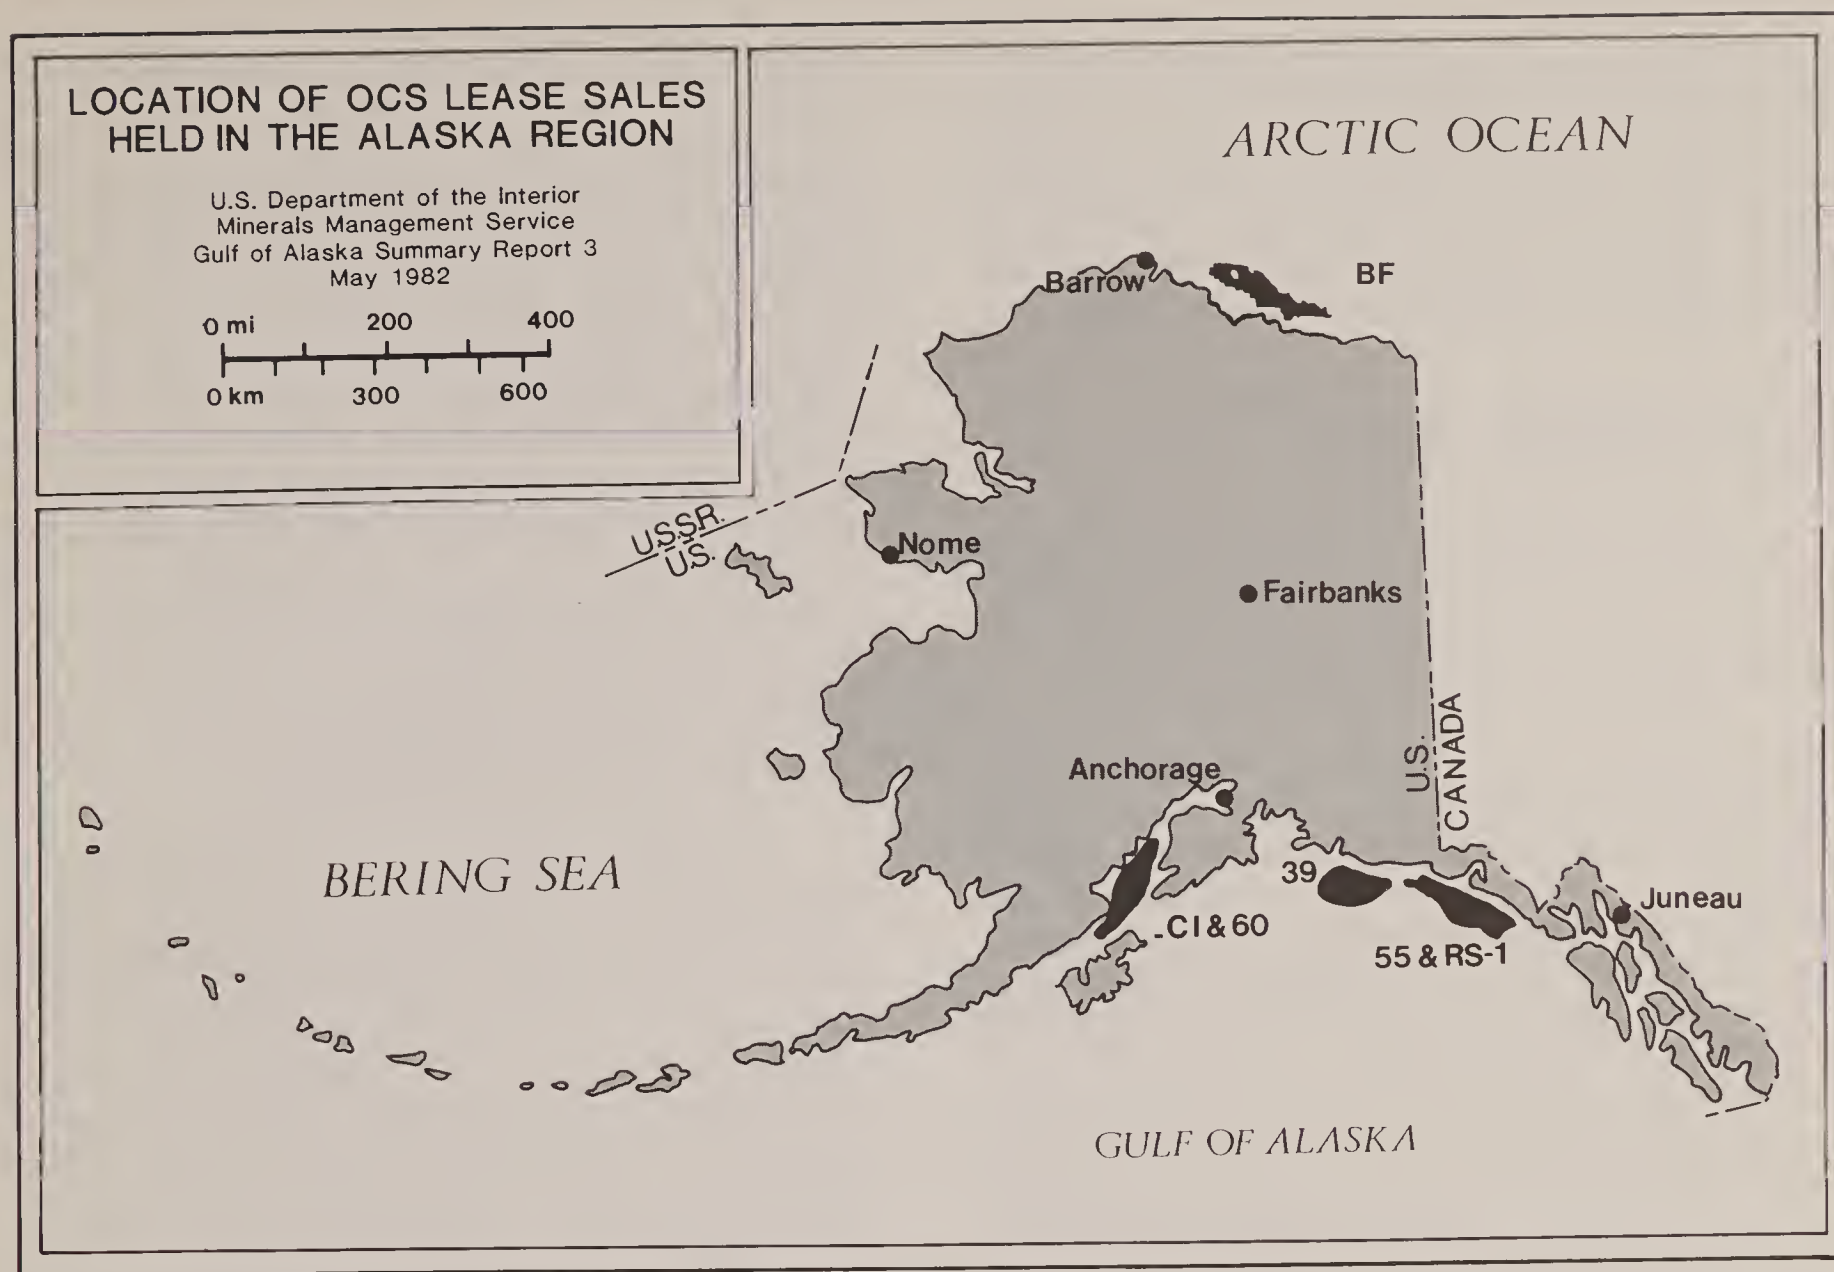 LOCATION OF OCS LEASE SALES
HELD IN THE ALASKA REGION
U.S. Department of the Interior
Minerals Management Service
Gulf of Alaska Summary Report 3
May 1982
0 mi 200 400
0 km 300 600
ARCTIC OCEAN
Barrow
BF
U.S.S.R.
U.S.
Nome
Fairbanks
U.S.
CANADA
Anchorage
BERING SEA
39
Juneau
CI & 60
55 & RS-1
GULF OF ALASKA